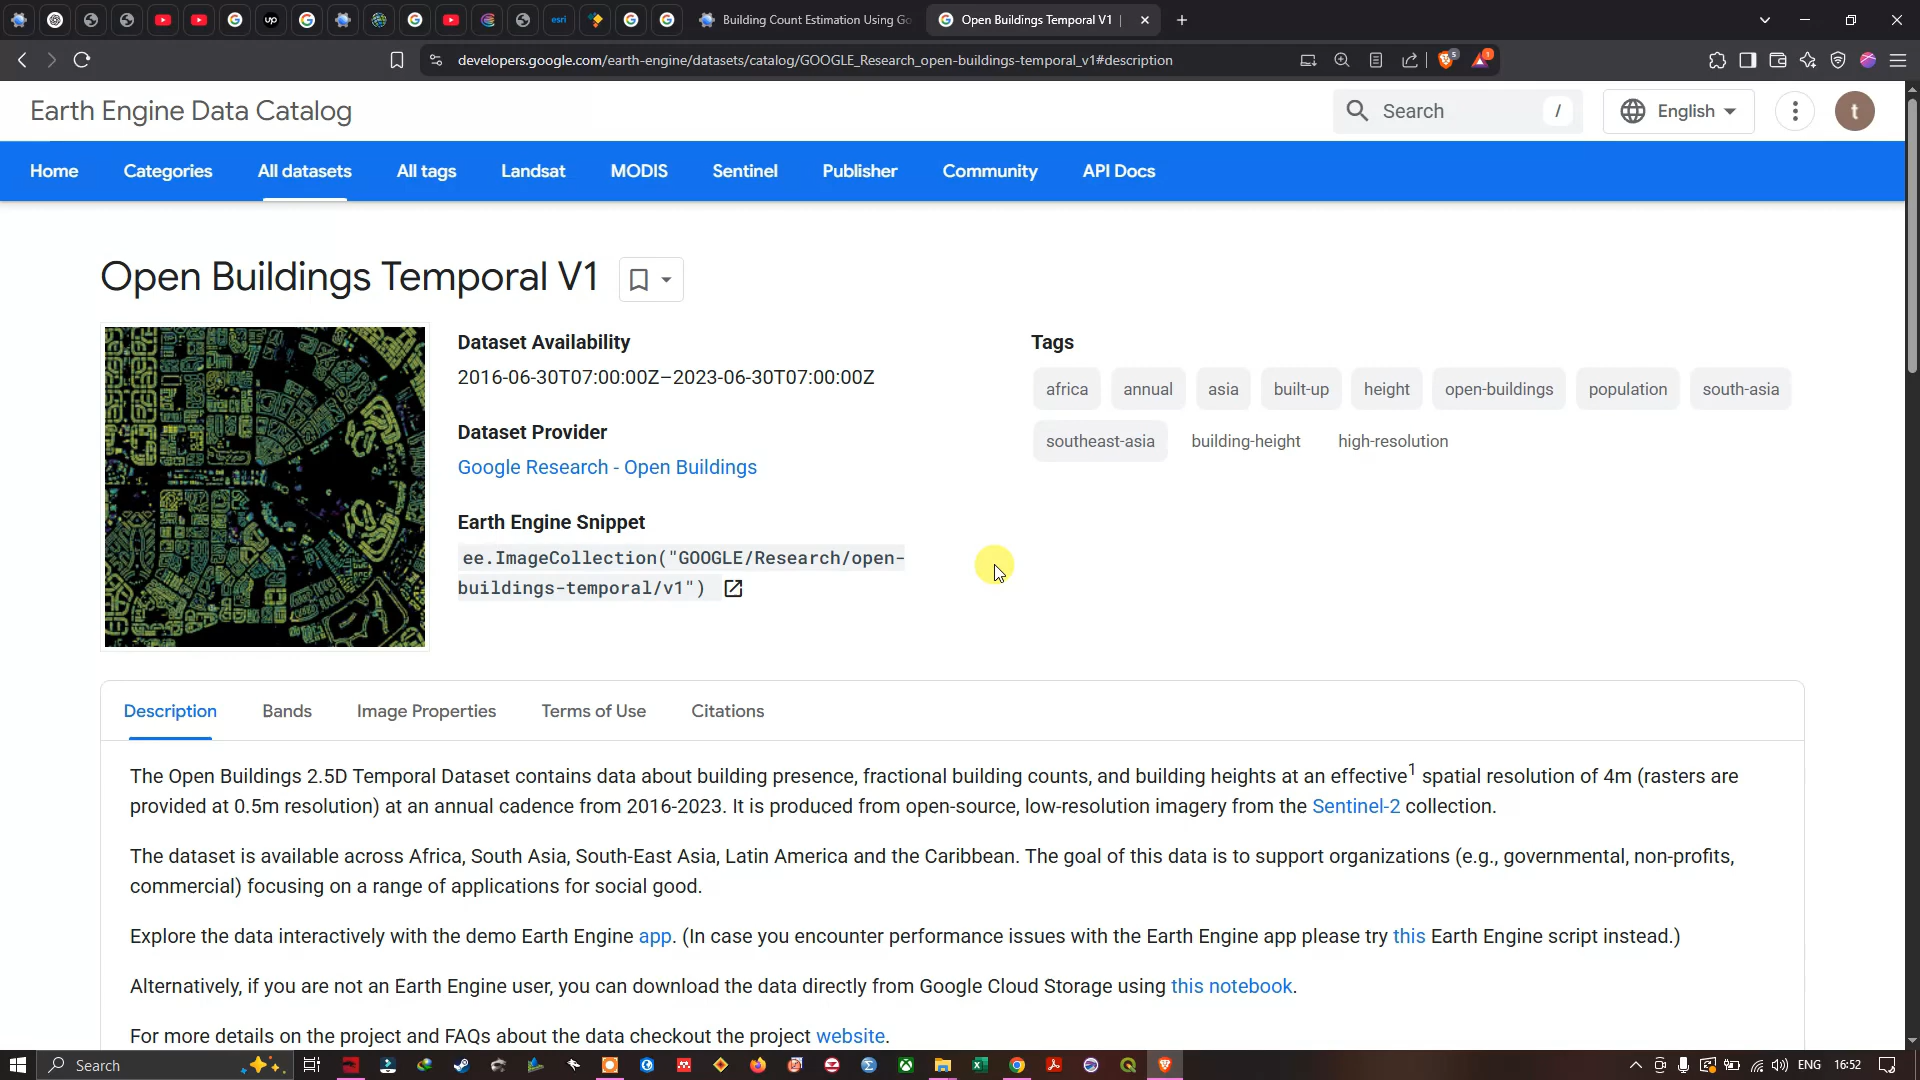 Building Count Estimation Using Go
Open Buildings Temporal V1 |
developers.google.com/earth-engine/datasets/catalog/GOOGLE_Research_open-buildings-temporal_v1#description
5
1
Earth Engine Data Catalog
Search
/
English
t
Home
Categories
All datasets
All tags
Landsat
MODIS
Sentinel
Publisher
Community
API Docs
Open Buildings Temporal V1
Dataset Availability
2016-06-30T07:00:00Z–2023-06-30T07:00:00Z
Dataset Provider
Google Research - Open Buildings
Earth Engine Snippet
ee.ImageCollection("GOOGLE/Research/open-
buildings-temporal/v1")
Tags
africa
annual
asia
built-up
height
open-buildings
population
south-asia
southeast-asia
building-height
high-resolution
Description
Bands
Image Properties
Terms of Use
Citations
The Open Buildings 2.5D Temporal Dataset contains data about building presence, fractional building counts, and building heights at an effective1 spatial resolution of 4m (rasters are
provided at 0.5m resolution) at an annual cadence from 2016-2023. It is produced from open-source, low-resolution imagery from the Sentinel-2 collection.
The dataset is available across Africa, South Asia, South-East Asia, Latin America and the Caribbean. The goal of this data is to support organizations (e.g., governmental, non-profits,
commercial) focusing on a range of applications for social good.
Explore the data interactively with the demo Earth Engine app. (In case you encounter performance issues with the Earth Engine app please try this Earth Engine script instead.)
Alternatively, if you are not an Earth Engine user, you can download the data directly from Google Cloud Storage using this notebook.
For more details on the project and FAQs about the data checkout the project website.
Search
ENG
16:52